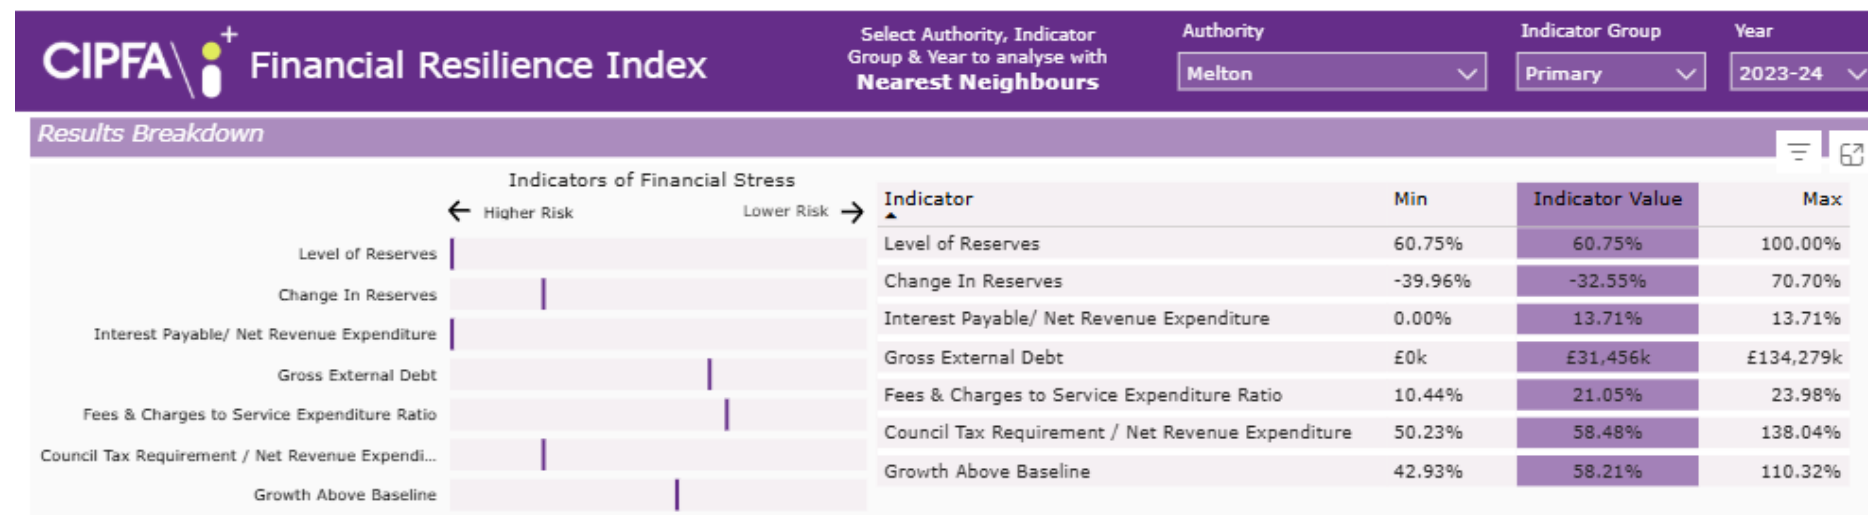 CIPFA\i+ Financial Resilience Index
Select Authority, Indicator
Group & Year to analyse with
Nearest Neighbours
Authority
Melton
Indicator Group
Primary
Year
2023-24
Results Breakdown
Indicators of Financial Stress
← Higher Risk Lower Risk →
Level of Reserves
Change In Reserves
Interest Payable/ Net Revenue Expenditure
Gross External Debt
Fees & Charges to Service Expenditure Ratio
Council Tax Requirement / Net Revenue Expendi...
Growth Above Baseline
Indicator Min Indicator Value Max
Level of Reserves 60.75% 60.75% 100.00%
Change In Reserves -39.96% -32.55% 70.70%
Interest Payable/ Net Revenue Expenditure 0.00% 13.71% 13.71%
Gross External Debt £0k £31,456k £134,279k
Fees & Charges to Service Expenditure Ratio 10.44% 21.05% 23.98%
Council Tax Requirement / Net Revenue Expenditure 50.23% 58.48% 138.04%
Growth Above Baseline 42.93% 58.21% 110.32%